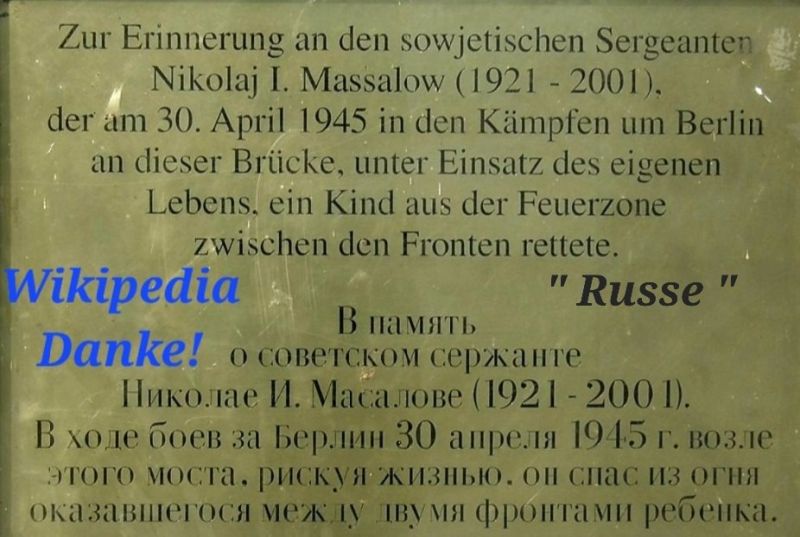 Zur Erinnerung an den sowjetischen Sergeanten
Nikolaj I. Massalow (1921 - 2001),
der am 30. April 1945 in den Kämpfen um Berlin
an dieser Brücke, unter Einsatz des eigenen
Lebens, ein Kind aus der Feuerzone
zwischen den Fronten rettete.
Wikipedia
Danke!
" Russe "
В память
о советском сержанте
Николае И. Масалове (1921 - 2001).
В ходе боев за Берлин 30 апреля 1945 г. возле
этого моста, рискуя жизнью, он спас из огня
оказавшегося между двумя фронтами ребенка.